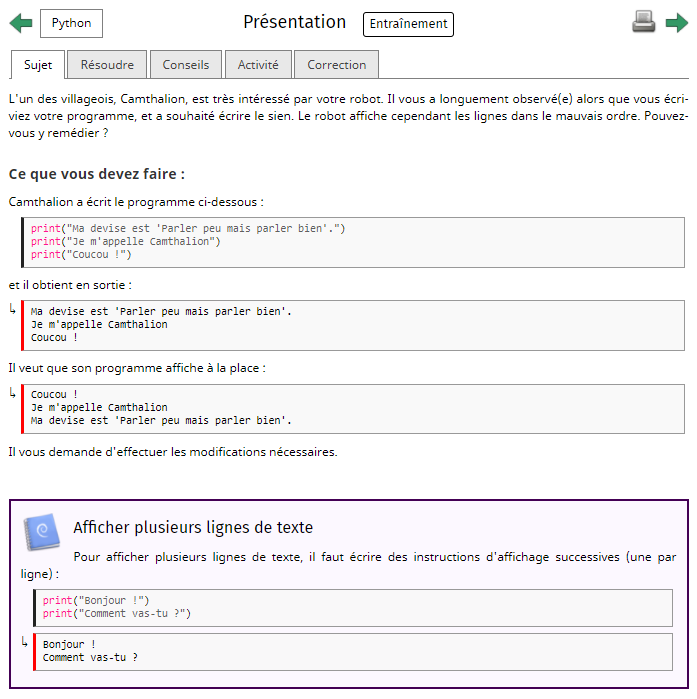 Python
Présentation Entraînement
Sujet Résoudre Conseils Activité Correction
L'un des villageois, Camthalion, est très intéressé par votre robot. Il vous a longuement observé(e) alors que vous écri-
viez votre programme, et a souhaité écrire le sien. Le robot affiche cependant les lignes dans le mauvais ordre. Pouvez-
vous y remédier ?
Ce que vous devez faire :
Camthalion a écrit le programme ci-dessous :
print("Ma devise est 'Parler peu mais parler bien'.")
print("Je m'appelle Camthalion")
print("Coucou !")
et il obtient en sortie :
↳ Ma devise est 'Parler peu mais parler bien'.
Je m'appelle Camthalion
Coucou !
Il veut que son programme affiche à la place :
↳ Coucou !
Je m'appelle Camthalion
Ma devise est 'Parler peu mais parler bien'.
Il vous demande d'effectuer les modifications nécessaires.
Afficher plusieurs lignes de texte
Pour afficher plusieurs lignes de texte, il faut écrire des instructions d'affichage successives (une par
ligne) :
print("Bonjour !")
print("Comment vas-tu ?")
↳ Bonjour !
Comment vas-tu ?